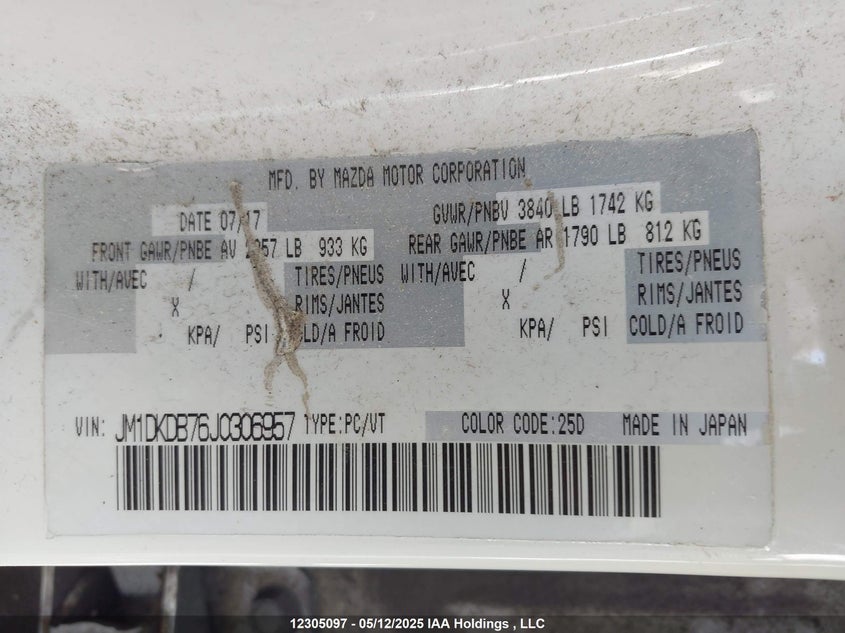 MFD. BY MAZDA MOTOR CORPORATION
DATE 07/17 GVWR/PNBV 3840 LB 1742 KG
FRONT GAWR/PNBE AV 2057 LB 933 KG REAR GAWR/PNBE AR 1790 LB 812 KG
WITH/AVEC / TIRES/PNEUS WITH/AVEC / TIRES/PNEUS
X RIMS/JANTES X RIMS/JANTES
KPA/ PSI COLD/A FROID KPA/ PSI COLD/A FROID
VIN: JM1DKDB76J0306957 TYPE:PC/VT COLOR CODE:25D MADE IN JAPAN
12305097 - 05/12/2025 IAA Holdings , LLC